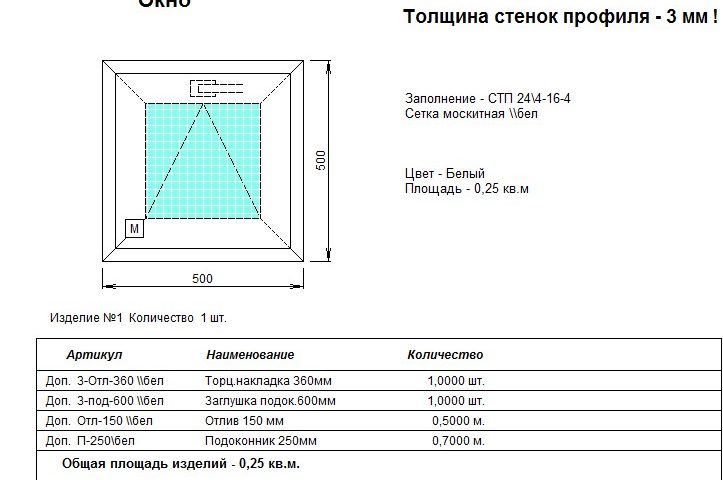 Окно
Толщина стенок профиля - 3 мм !
Заполнение - СТП 24\4-16-4
Сетка москитная \\бел
500
Цвет - Белый
Площадь - 0,25 кв.м
М
500
Изделие №1 Количество 1 шт.
Артикул Наименование Количество
Доп. З-Отл-360 \\бел Торц.накладка 360мм 1,0000 шт.
Доп. З-под-600 \\бел Заглушка подок.600мм 1,0000 шт.
Доп. Отл-150 \\бел Отлив 150 мм 0,5000 м.
Доп. П-250\бел Подоконник 250мм 0,7000 м.
Общая площадь изделий - 0,25 кв.м.